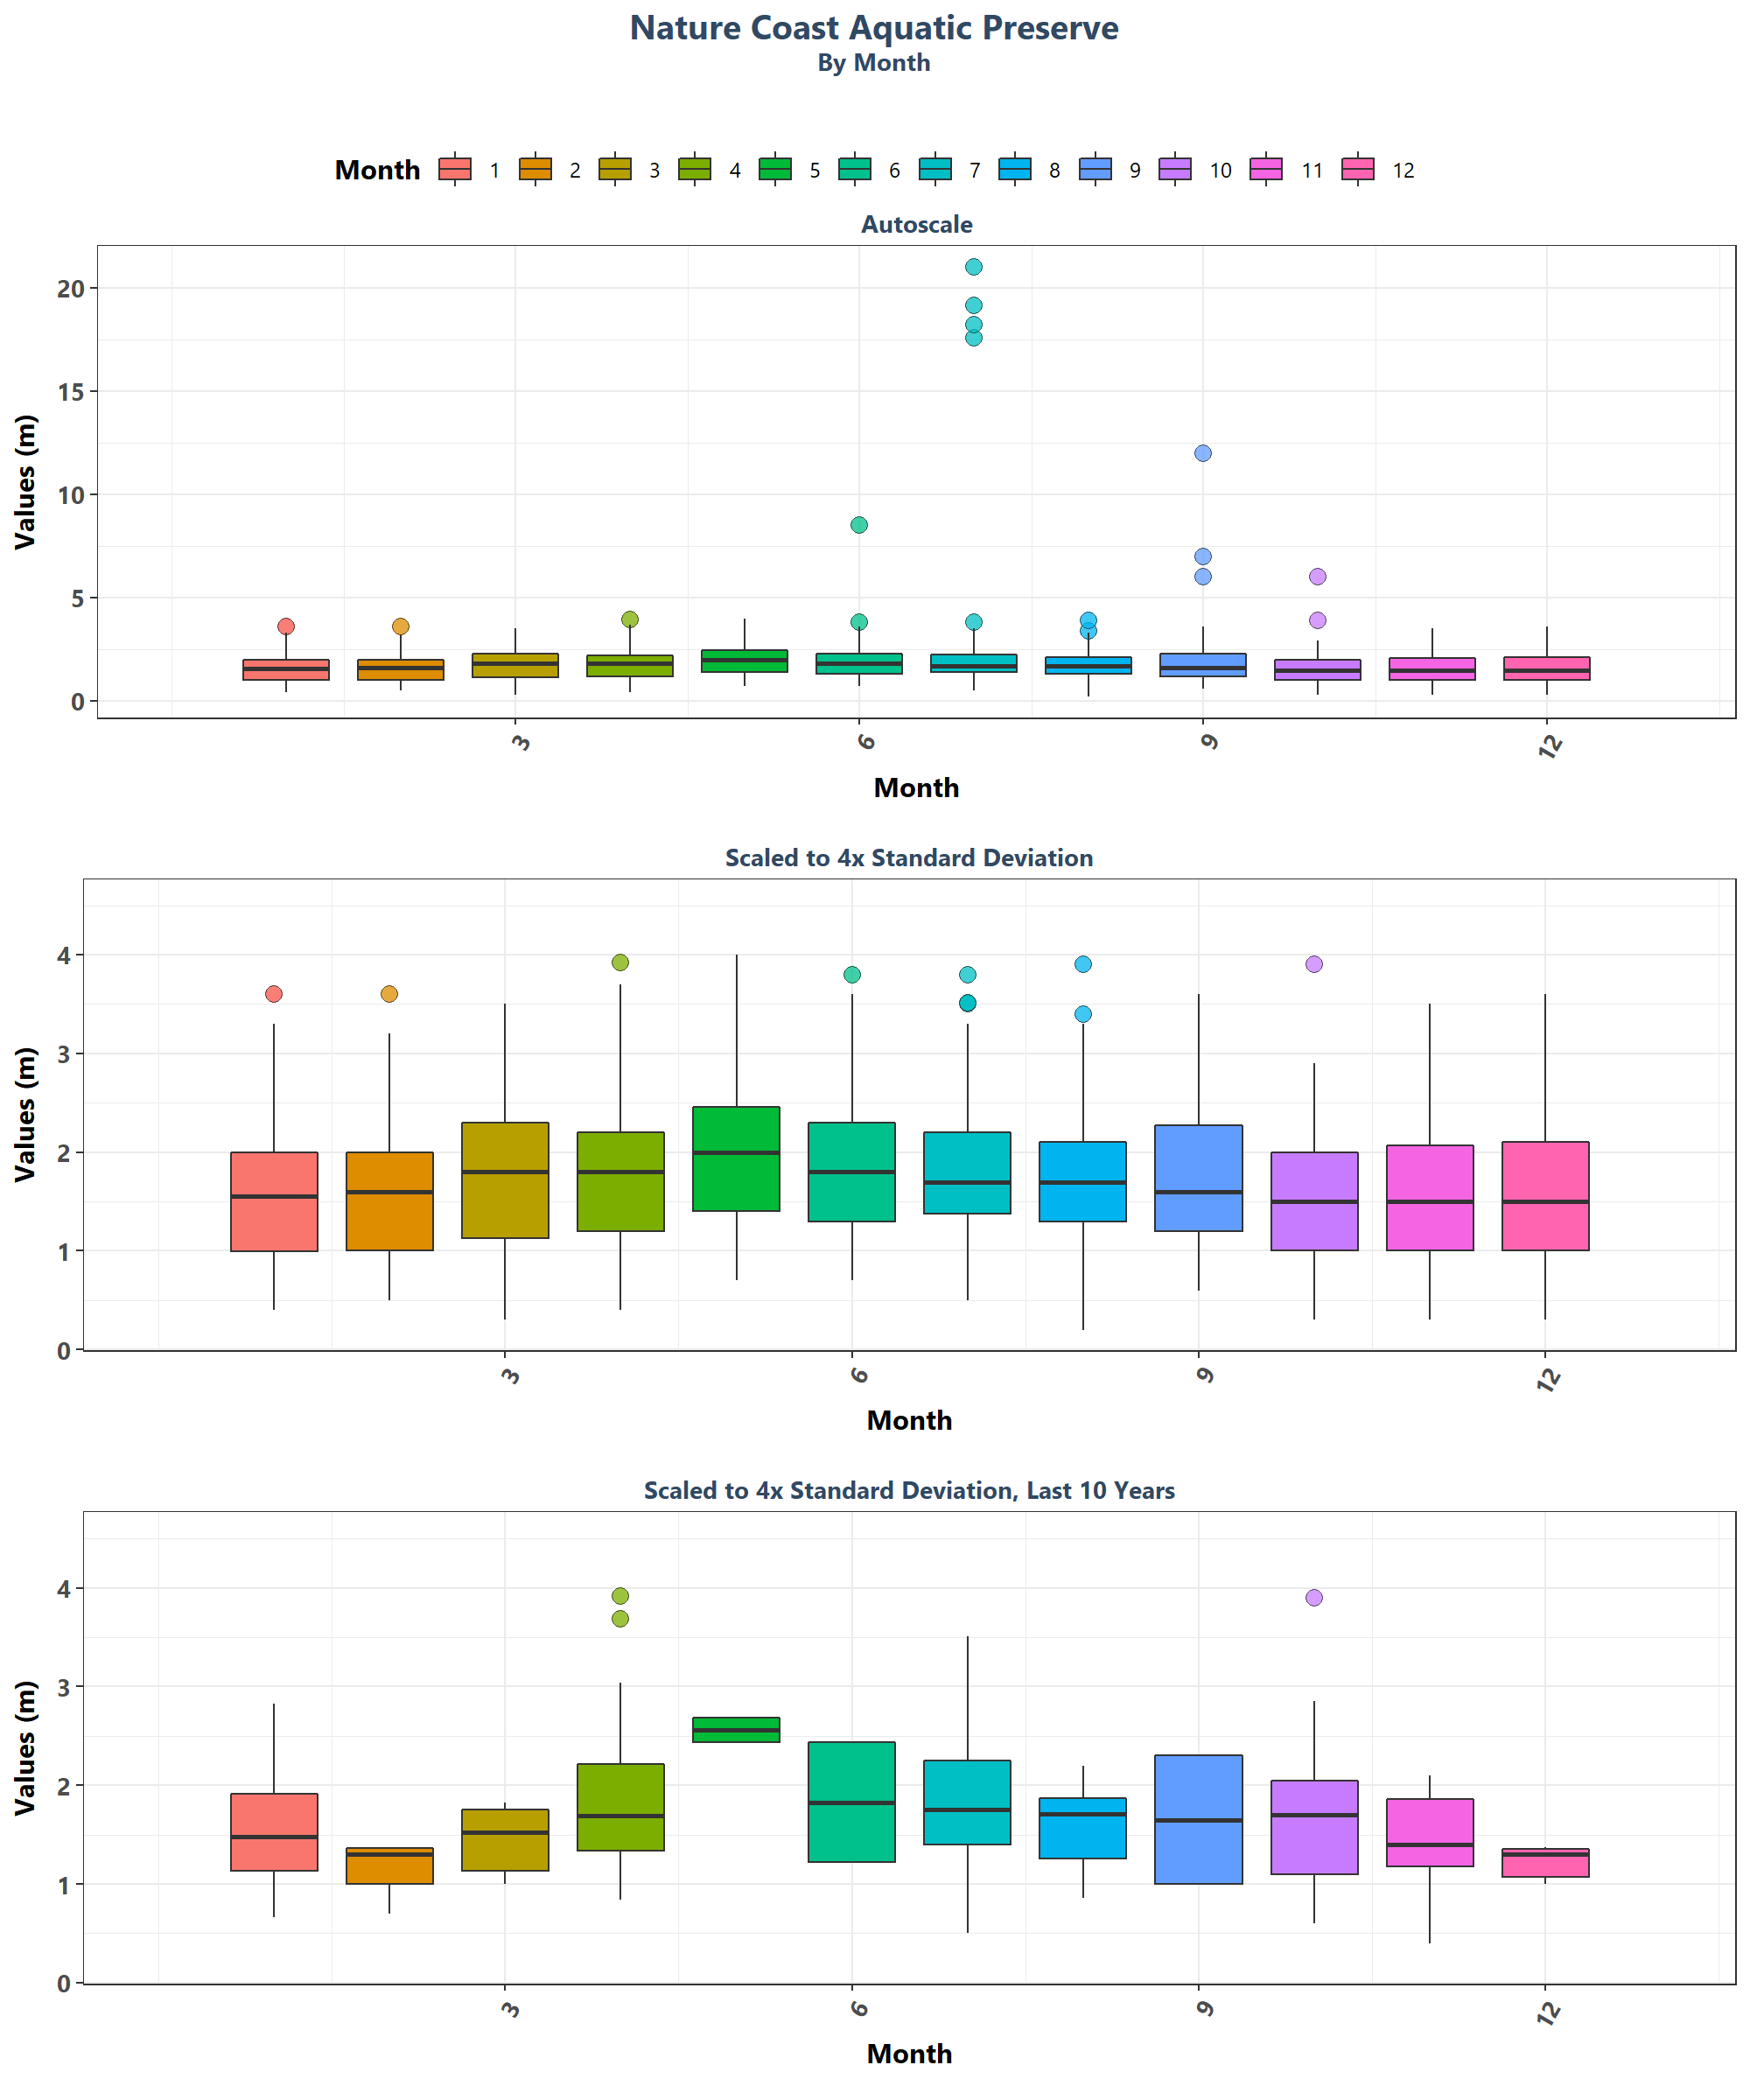 Nature Coast Aquatic Preserve
By Month
Month 1 2 3 4 5 6 7 8 9 10 11 12
Autoscale
Values (m)
20
15
10
5
0
3 6 9 12
Month
Scaled to 4x Standard Deviation
Values (m)
4
3
2
1
0
3 6 9 12
Month
Scaled to 4x Standard Deviation, Last 10 Years
Values (m)
4
3
2
1
0
3 6 9 12
Month